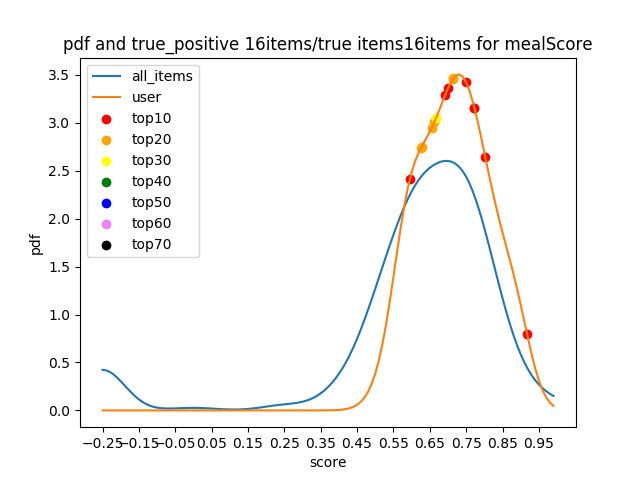 pdf and true_positive 16items/true items16items for mealScore
all_items
user
top10
top20
top30
top40
top50
top60
top70
pdf
3.5
3.0
2.5
2.0
1.5
1.0
0.5
0.0
−0.25−0.15−0.05 0.05 0.15 0.25 0.35 0.45 0.55 0.65 0.75 0.85 0.95
score